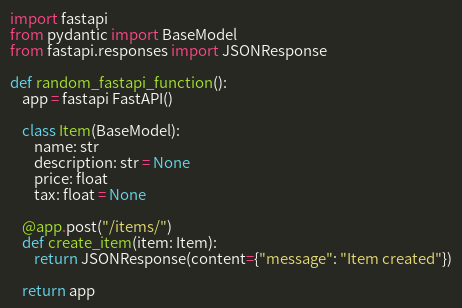 import fastapi
from pydantic import BaseModel
from fastapi.responses import JSONResponse

def random_fastapi_function():
    app = fastapi FastAPI()

    class Item(BaseModel):
        name: str
        description: str = None
        price: float
        tax: float = None

    @app.post("/items/")
    def create_item(item: Item):
        return JSONResponse(content={"message": "Item created"})

    return app